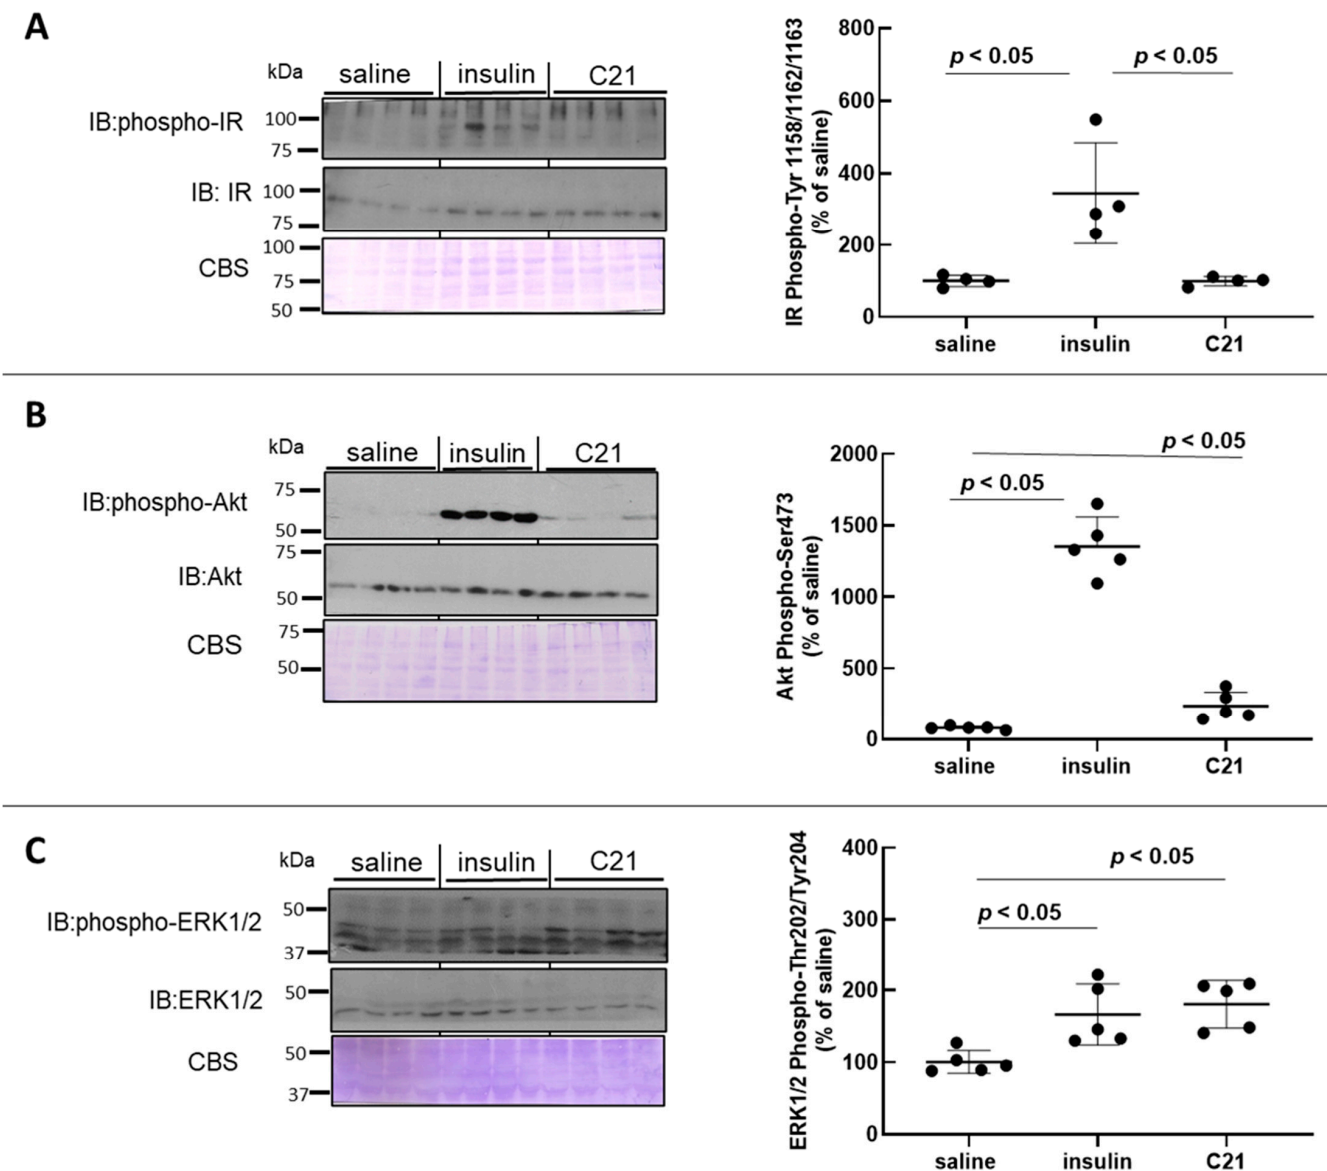 A
kDa
saline insulin C21
IB:phospho-IR
100
75
IB: IR
100
75
CBS
100
75
50
IR Phospho-Tyr 1158/1162/1163
(% of saline)
800
600
400
200
0
p < 0.05
p < 0.05
saline insulin C21
B
kDa
saline insulin C21
IB:phospho-Akt
75
50
IB:Akt
75
50
CBS
75
50
Akt Phospho-Ser473
(% of saline)
2000
1500
1000
500
0
p < 0.05
p < 0.05
saline insulin C21
C
kDa
saline insulin C21
IB:phospho-ERK1/2
50
37
IB:ERK1/2
50
CBS
50
37
ERK1/2 Phospho-Thr202/Tyr204
(% of saline)
400
300
200
100
0
p < 0.05
p < 0.05
saline insulin C21